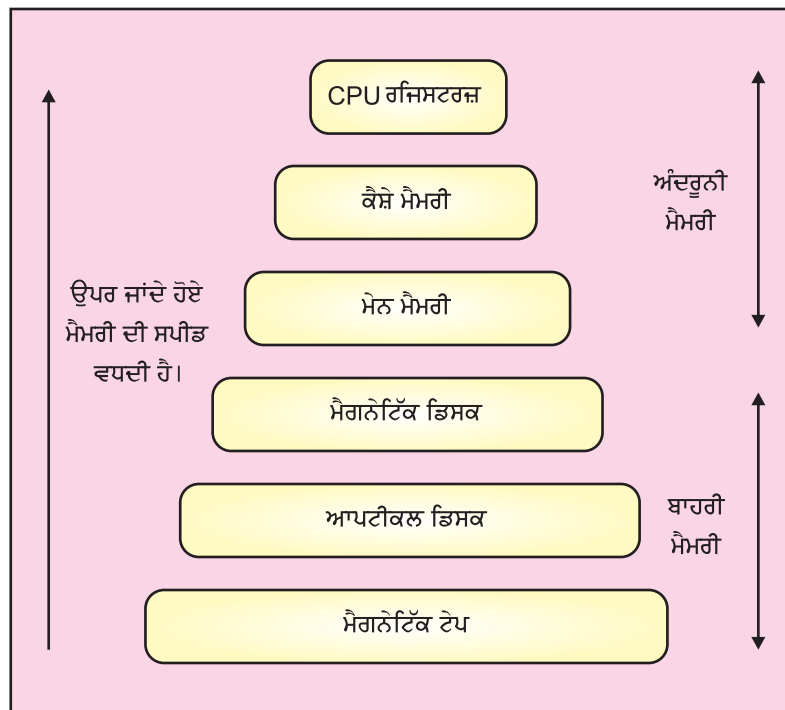 CPU ਰਜਿਸਟਰਜ਼
ਕੈਸ਼ੇ ਮੈਮਰੀ
ਮੇਨ ਮੈਮਰੀ
ਮੈਗਨੇਟਿੱਕ ਡਿਸਕ
ਆਪਟੀਕਲ ਡਿਸਕ
ਮੈਗਨੇਟਿੱਕ ਟੇਪ
ਉਪਰ ਜਾਂਦੇ ਹੋਏ
ਮੈਮਰੀ ਦੀ ਸਪੀਡ
ਵਧਦੀ ਹੈ।
ਅੰਦਰੂਨੀ
ਮੈਮਰੀ
ਬਾਹਰੀ
ਮੈਮਰੀ